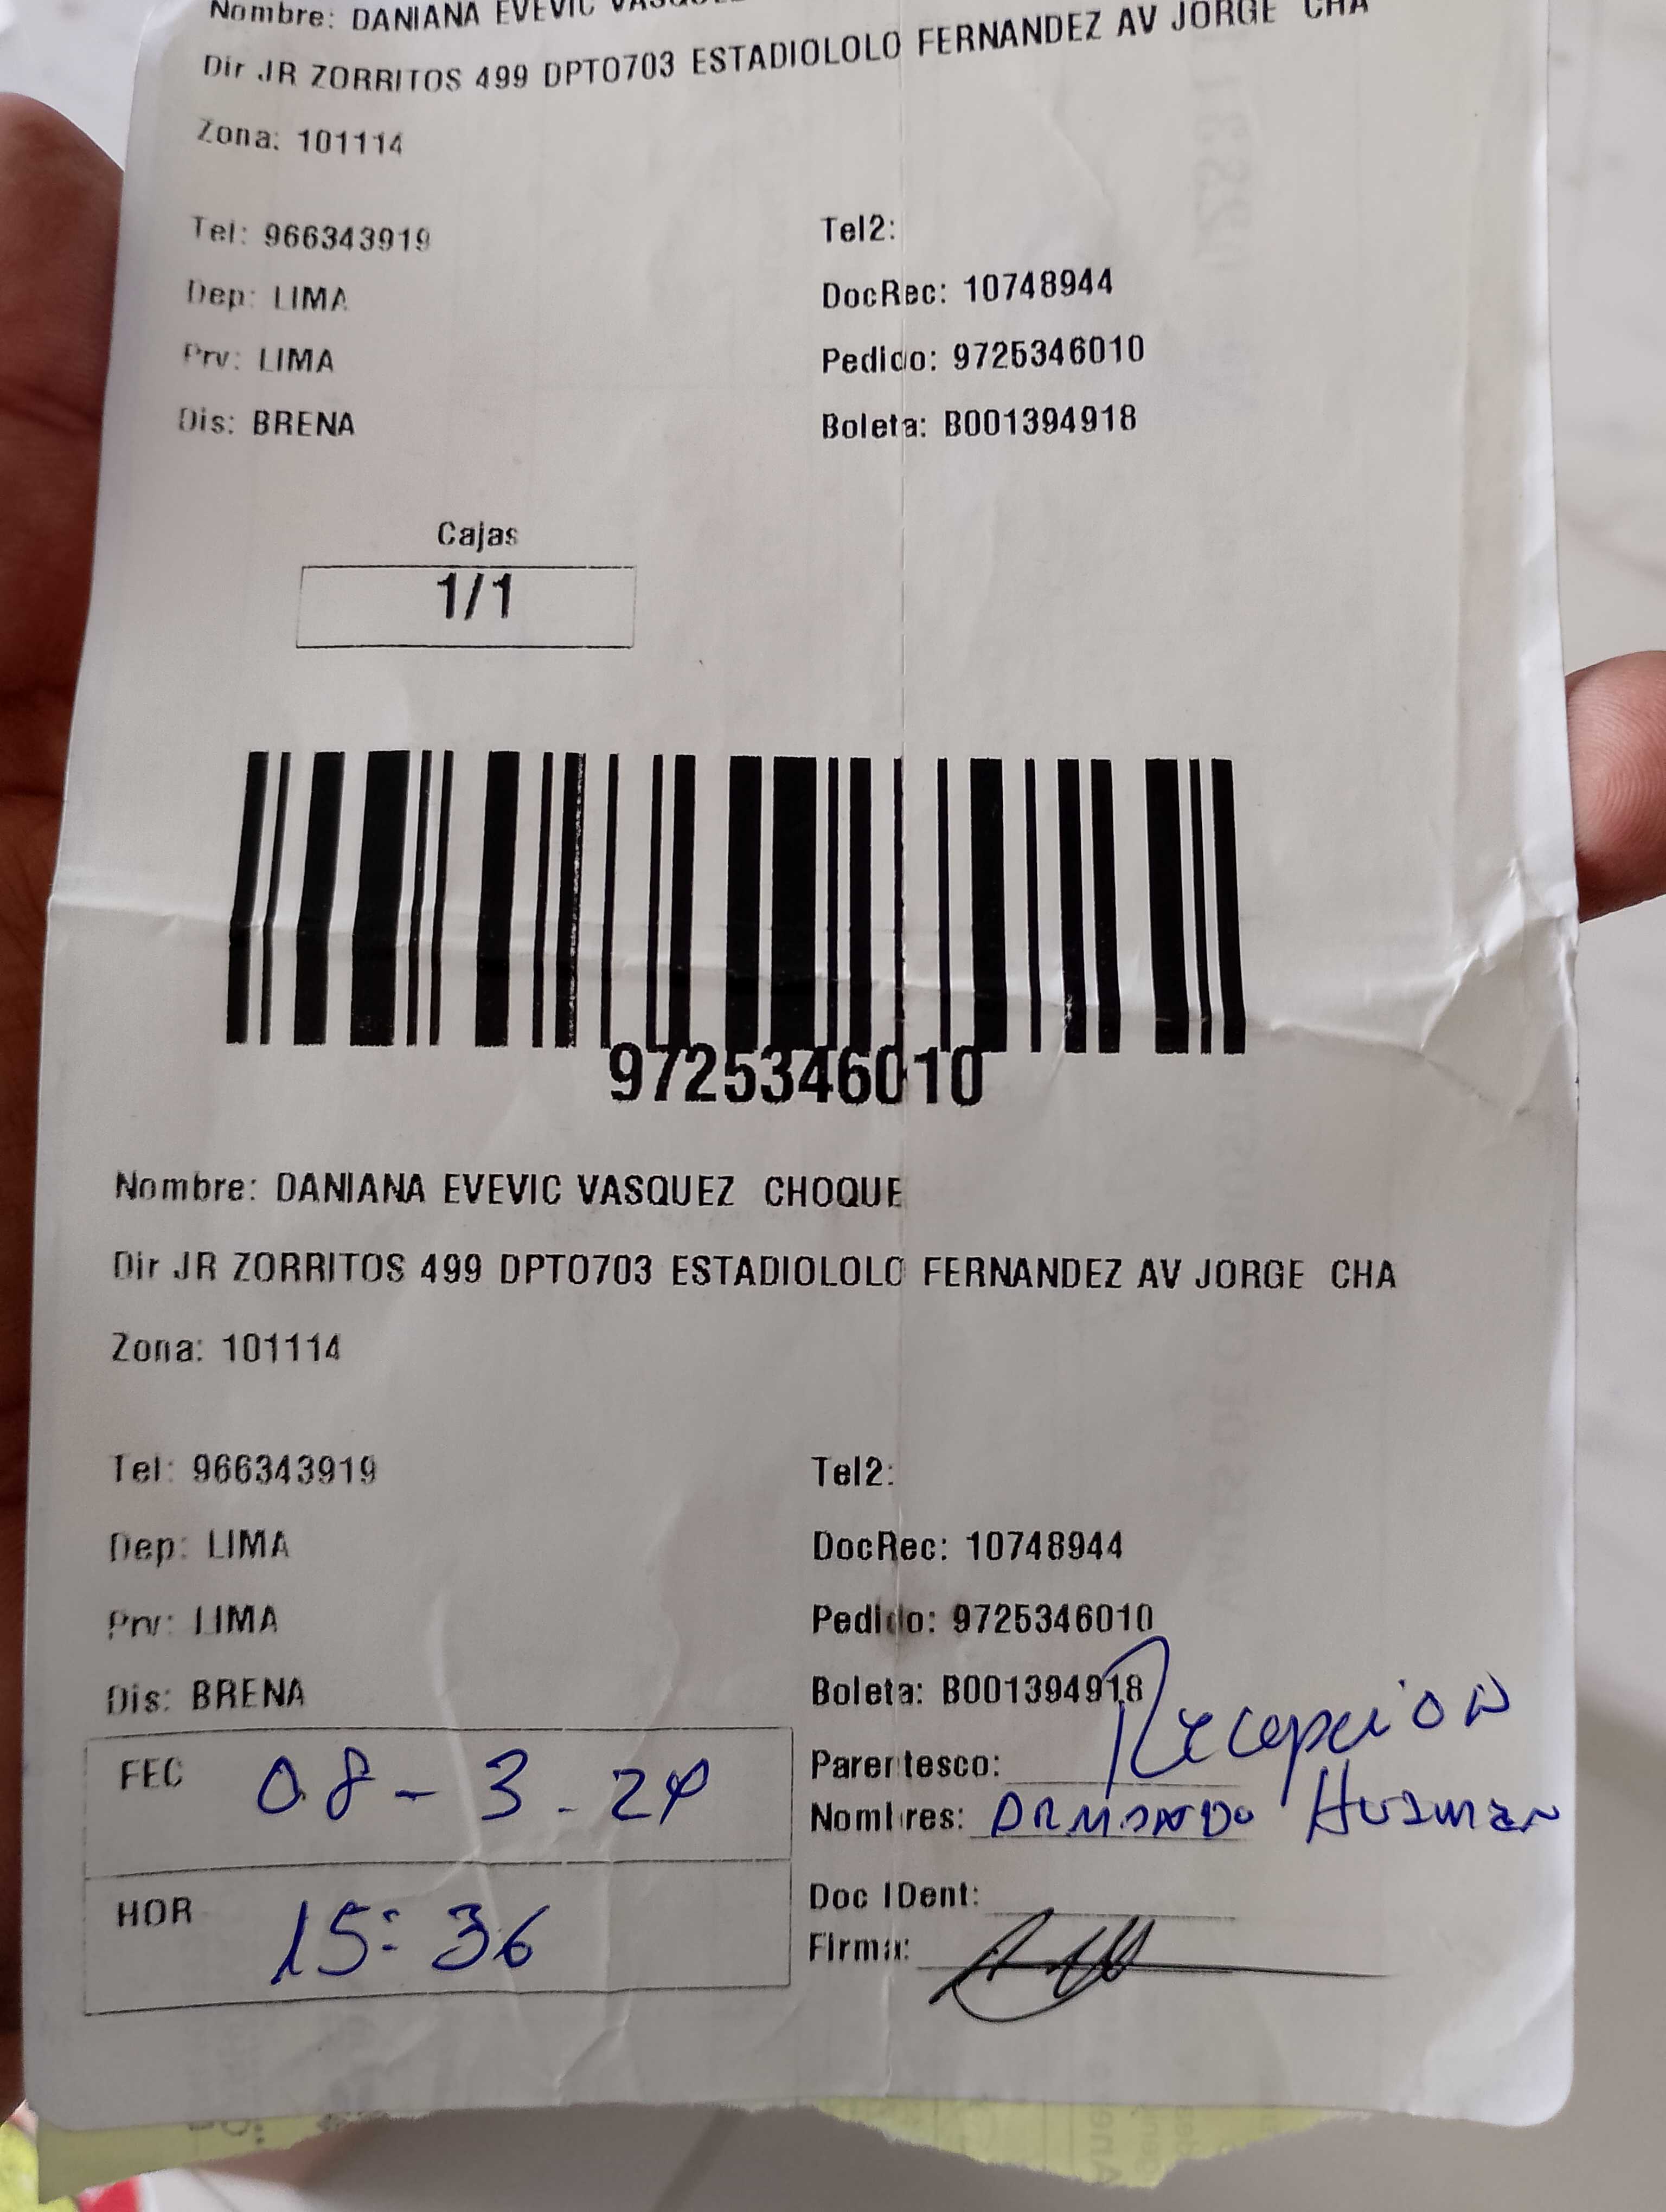 Nombre: DANIANA EVEVIC
Dir JR ZORRITOS 499 DPTO703 ESTADIOLOLO FERNANDEZ AV JORGE CHA
Zona: 101114
Tel: 966343919 Tel2:
Dep: LIMA DocRec: 10748944
Prv: LIMA Pedido: 9725346010
Dis: BRENA Boleta: B001394918
Cajas
1/1
9725346010
Nombre: DANIANA EVEVIC VASQUEZ CHOQUE
Dir JR ZORRITOS 499 DPTO703 ESTADIOLOLO FERNANDEZ AV JORGE CHA
Zona: 101114
Tel: 966343919 Tel2:
Dep: LIMA DocRec: 10748944
Prv: LIMA Pedido: 9725346010
Dis: BRENA Boleta: B001394918
FEC 08-3-24 Parentesco: Recepcion
Nombres: ARMANDO HUAMAN
HOR 15:36 Doc IDent:
Firma: